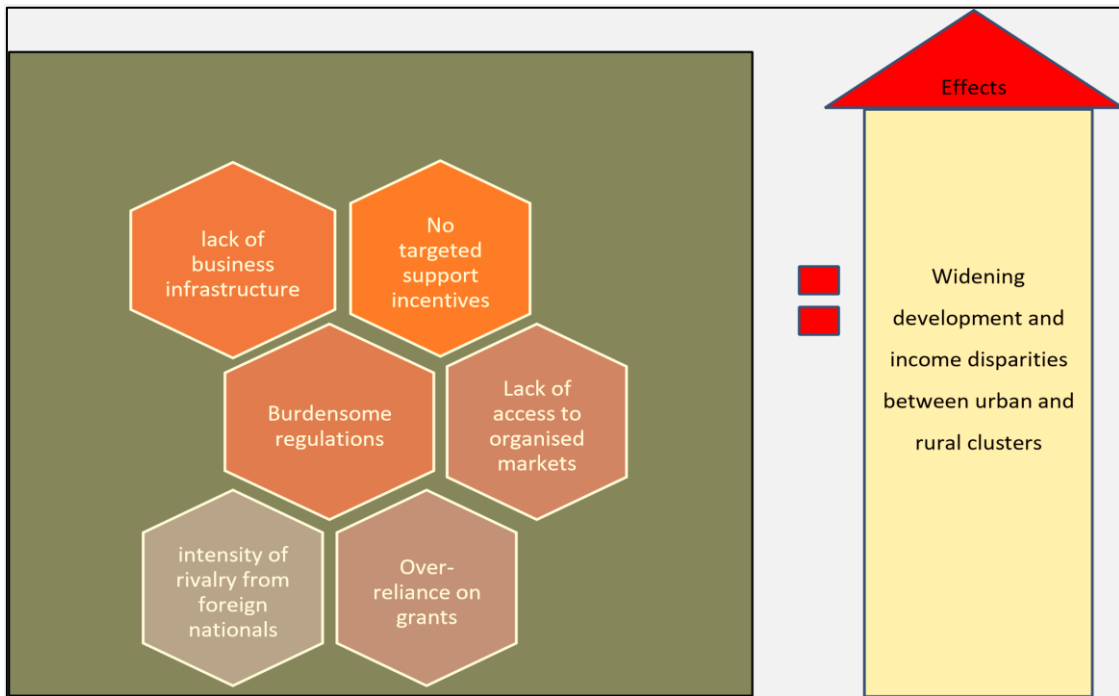 lack of
business
infrastructure
No
targeted
support
incentives
Burdensome
regulations
Lack of
access to
organised
markets
intensity of
rivalry from
foreign
nationals
Over-
reliance on
grants
Effects
Widening
development and
income disparities
between urban and
rural clusters